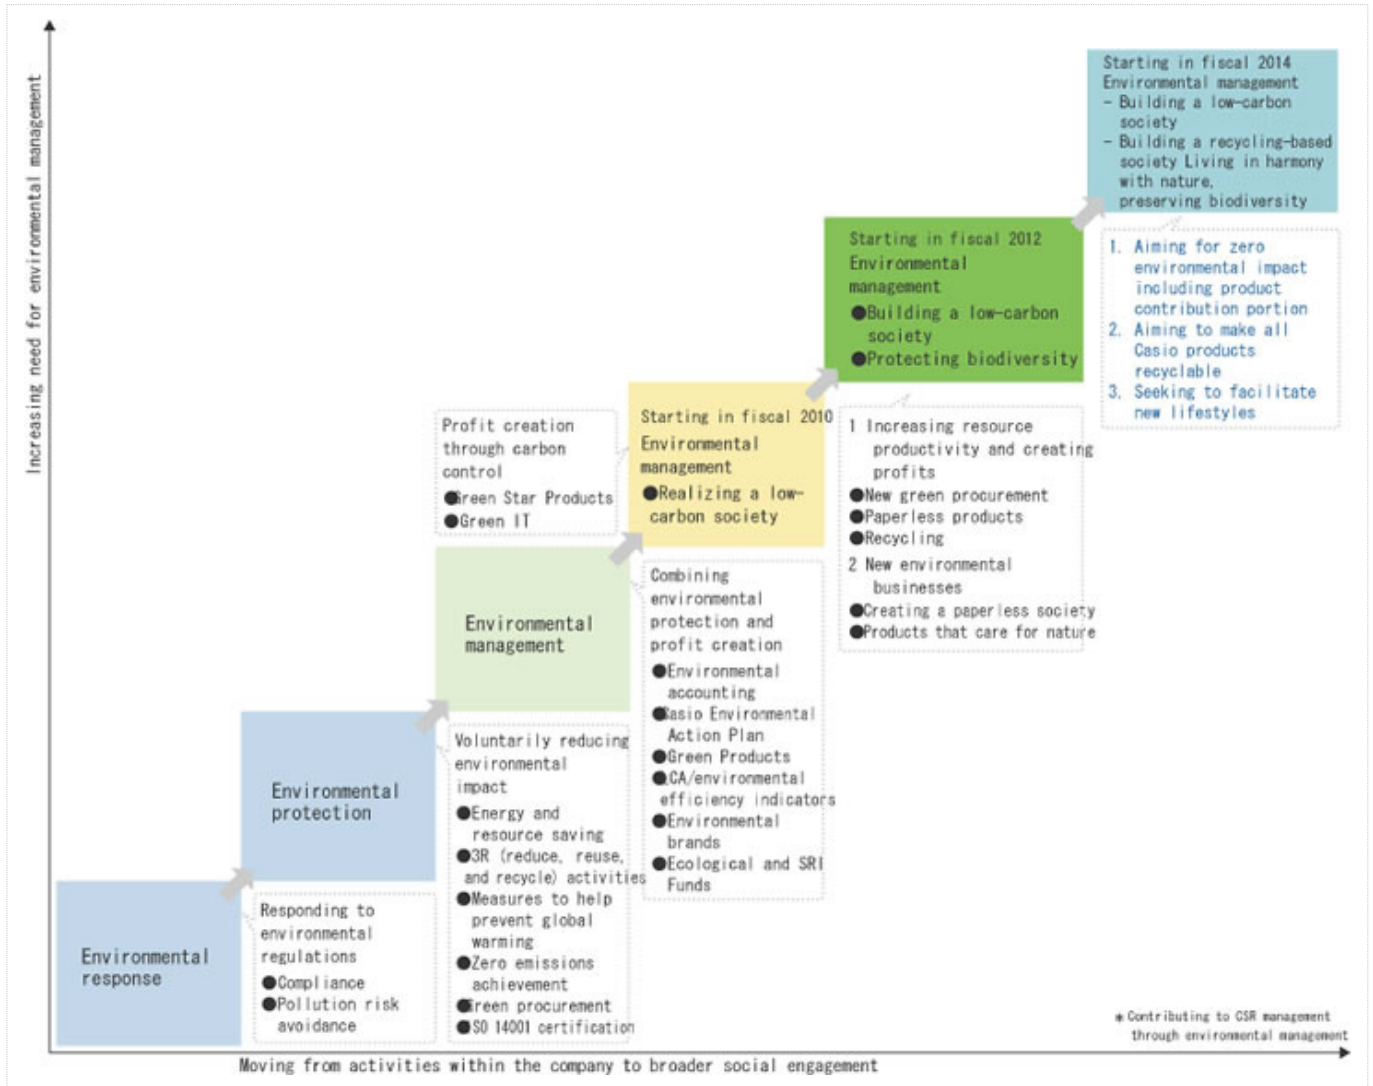 Increasing need for environmental management
Starting in fiscal 2014
Environmental management
- Building a low-carbon
society
- Building a recycling-based
society Living in harmony
with nature,
preserving biodiversity
1. Aiming for zero
environmental impact
including product
contribution portion
2. Aiming to make all
Casio products
recyclable
3. Seeking to facilitate
new lifestyles
Starting in fiscal 2012
Environmental
management
●Building a low-carbon
society
●Protecting biodiversity
1 Increasing resource
productivity and creating
profits
●New green procurement
●Paperless products
●Recycling
2 New environmental
businesses
●Creating a paperless society
●Products that care for nature
Starting in fiscal 2010
Environmental
management
●Realizing a low-
carbon society
Profit creation
through carbon
control
●Green Star Products
●Green IT
Environmental
management
Combining
environmental
protection and
profit creation
●Environmental
accounting
●Casio Environmental
Action Plan
●Green Products
●LCA/environmental
efficiency indicators
●Environmental
brands
●Ecological and SRI
Funds
Environmental
protection
Voluntarily reducing
environmental
impact
●Energy and
resource saving
●3R (reduce, reuse,
and recycle) activities
●Measures to help
prevent global
warming
●Zero emissions
achievement
●Green procurement
●ISO 14001 certification
Environmental
response
Responding to
environmental
regulations
●Compliance
●Pollution risk
avoidance
* Contributing to CSR management
through environmental management
Moving from activities within the company to broader social engagement